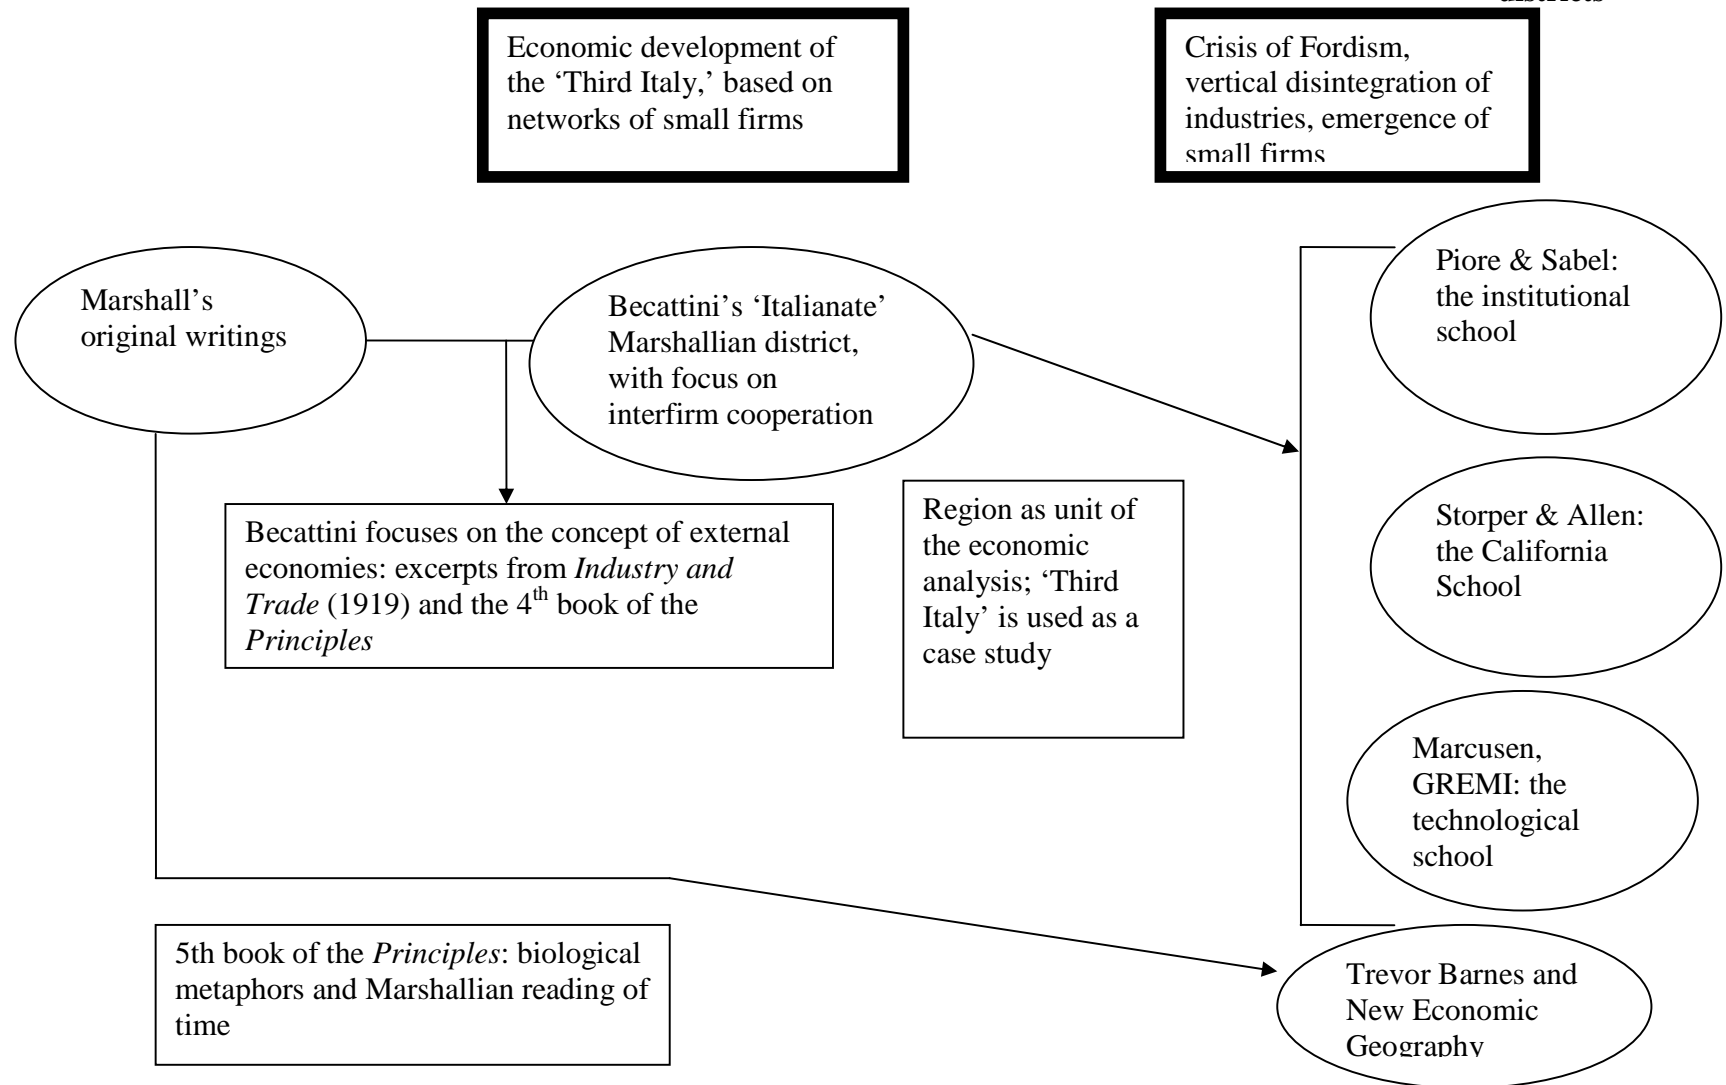 districts
Economic development of
the ‘Third Italy,’ based on
networks of small firms
Crisis of Fordism,
vertical disintegration of
industries, emergence of
small firms
Marshall’s
original writings
Becattini’s ‘Italianate’
Marshallian district,
with focus on
interfirm cooperation
Piore & Sabel:
the institutional
school
Becattini focuses on the concept of external
economies: excerpts from Industry and
Trade (1919) and the 4th book of the
Principles
Region as unit of
the economic
analysis; ‘Third
Italy’ is used as a
case study
Storper & Allen:
the California
School
Marcusen,
GREMI: the
technological
school
5th book of the Principles: biological
metaphors and Marshallian reading of
time
Trevor Barnes and
New Economic
Geography